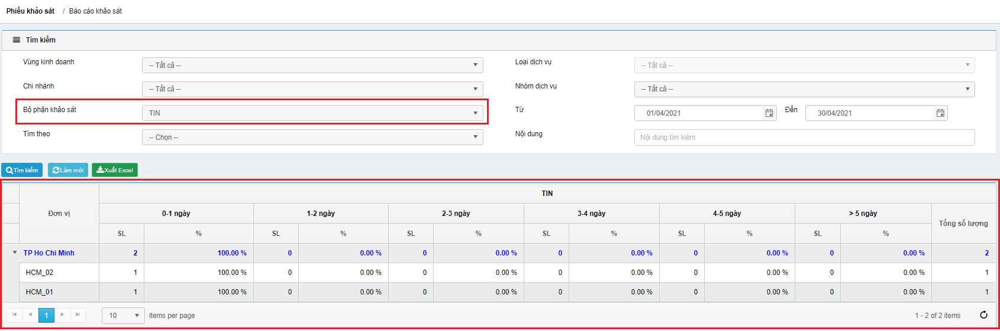 Phiếu khảo sát / Báo cáo khảo sát
Tìm kiếm
Vùng kinh doanh -- Tất cả -- Loại dịch vụ -- Tất cả --
Chi nhánh -- Tất cả -- Nhóm dịch vụ -- Tất cả --
Bộ phận khảo sát TIN Từ 01/04/2021 Đến 30/04/2021
Tìm theo -- Chọn -- Nội dung Nội dung tìm kiếm
Tìm kiếm Làm mới Xuất Excel
TIN
Đơn vị 0-1 ngày 1-2 ngày 2-3 ngày 3-4 ngày 4-5 ngày > 5 ngày Tổng số lượng
SL % SL % SL % SL % SL % SL %
TP Ho Chi Minh 2 100.00 % 0 0.00 % 0 0.00 % 0 0.00 % 0 0.00 % 0 0.00 % 2
HCM_02 1 100.00 % 0 0.00 % 0 0.00 % 0 0.00 % 0 0.00 % 0 0.00 % 1
HCM_01 1 100.00 % 0 0.00 % 0 0.00 % 0 0.00 % 0 0.00 % 0 0.00 % 1
1 10 items per page 1 - 2 of 2 items